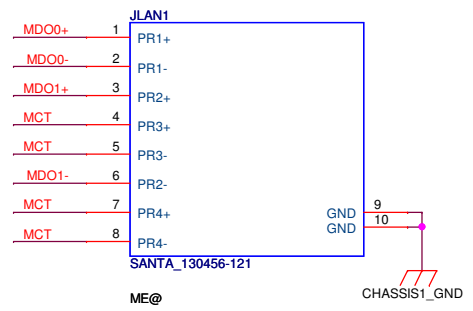 JLAN1
MDO0+ 1 PR1+
MDO0- 2 PR1-
MDO1+ 3 PR2+
MCT 4 PR3+
MCT 5 PR3-
MDO1- 6 PR2-
MCT 7 PR4+ GND 9
MCT 8 PR4- GND 10
SANTA_130456-121
CHASSIS1_GND
ME@